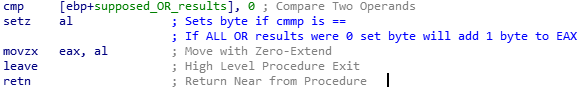 cmp [ebp+supposed_OR_results], 0 ; Compare Two Operands
setz al ; Sets byte if cmmp is ==
; If ALL OR results were 0 set byte will add 1 byte to EAX
movzx eax, al ; Move with Zero-Extend
leave ; High Level Procedure Exit
retn ; Return Near from Procedure